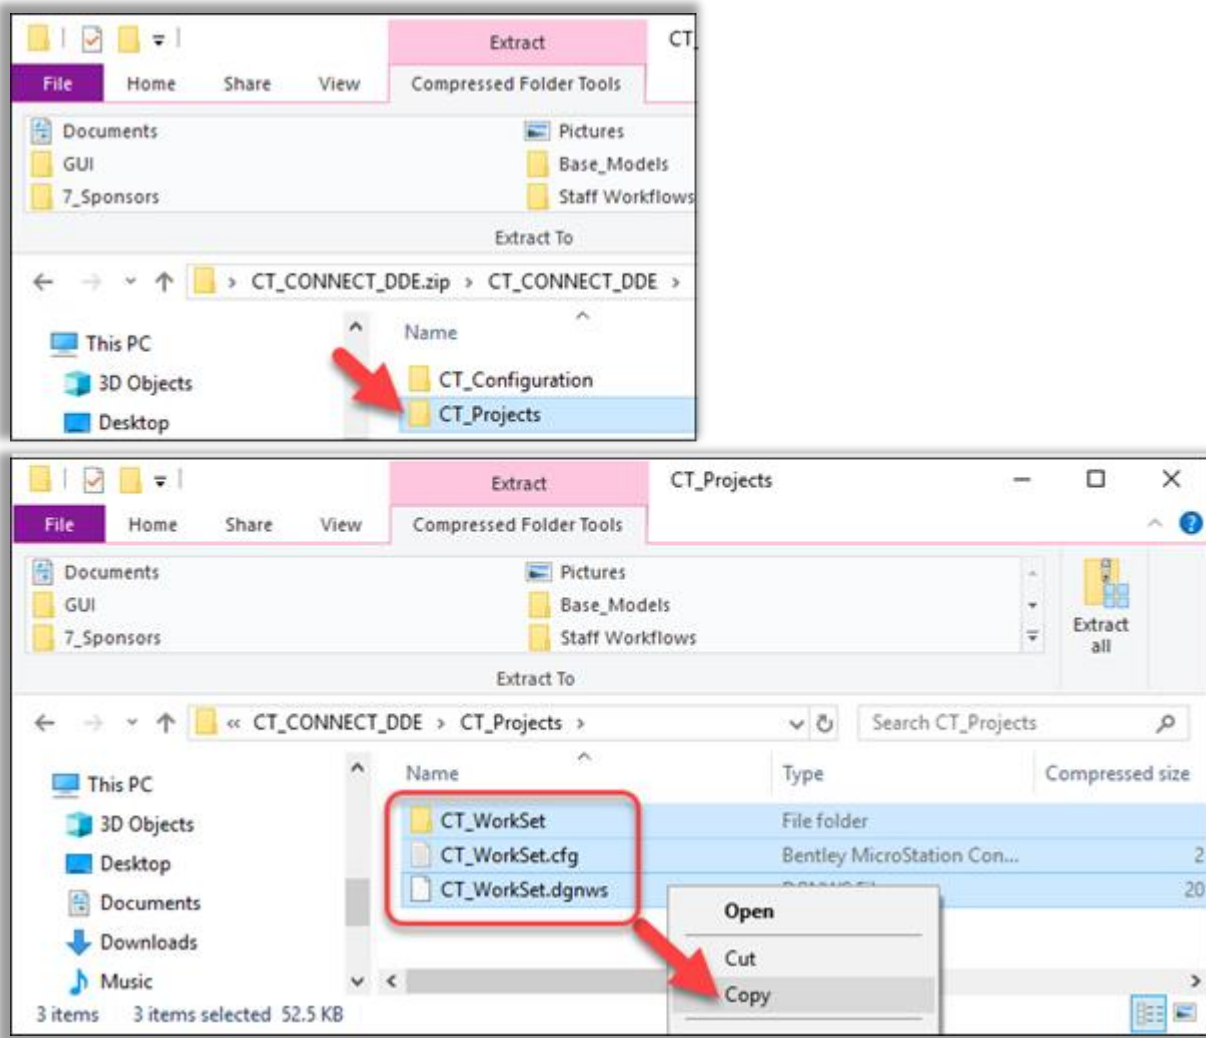 Extract CT_
File Home Share View Compressed Folder Tools
Documents Pictures
GUI Base_Models
7_Sponsors Staff Workflows
Extract To
CT_CONNECT_DDE.zip > CT_CONNECT_DDE >
Name
This PC
CT_Configuration
3D Objects
CT_Projects
Desktop
Extract CT_Projects
File Home Share View Compressed Folder Tools
Documents Pictures
GUI Base_Models
7_Sponsors Staff Workflows
Extract all
Extract To
« CT_CONNECT_DDE > CT_Projects > Search CT_Projects
Name Type Compressed size
This PC
CT_WorkSet File folder
3D Objects
CT_WorkSet.cfg Bentley MicroStation Con... 2
Desktop
CT_WorkSet.dgnws 20
Documents
Open
Downloads
Cut
Music
Copy
3 items 3 items selected 52.5 KB